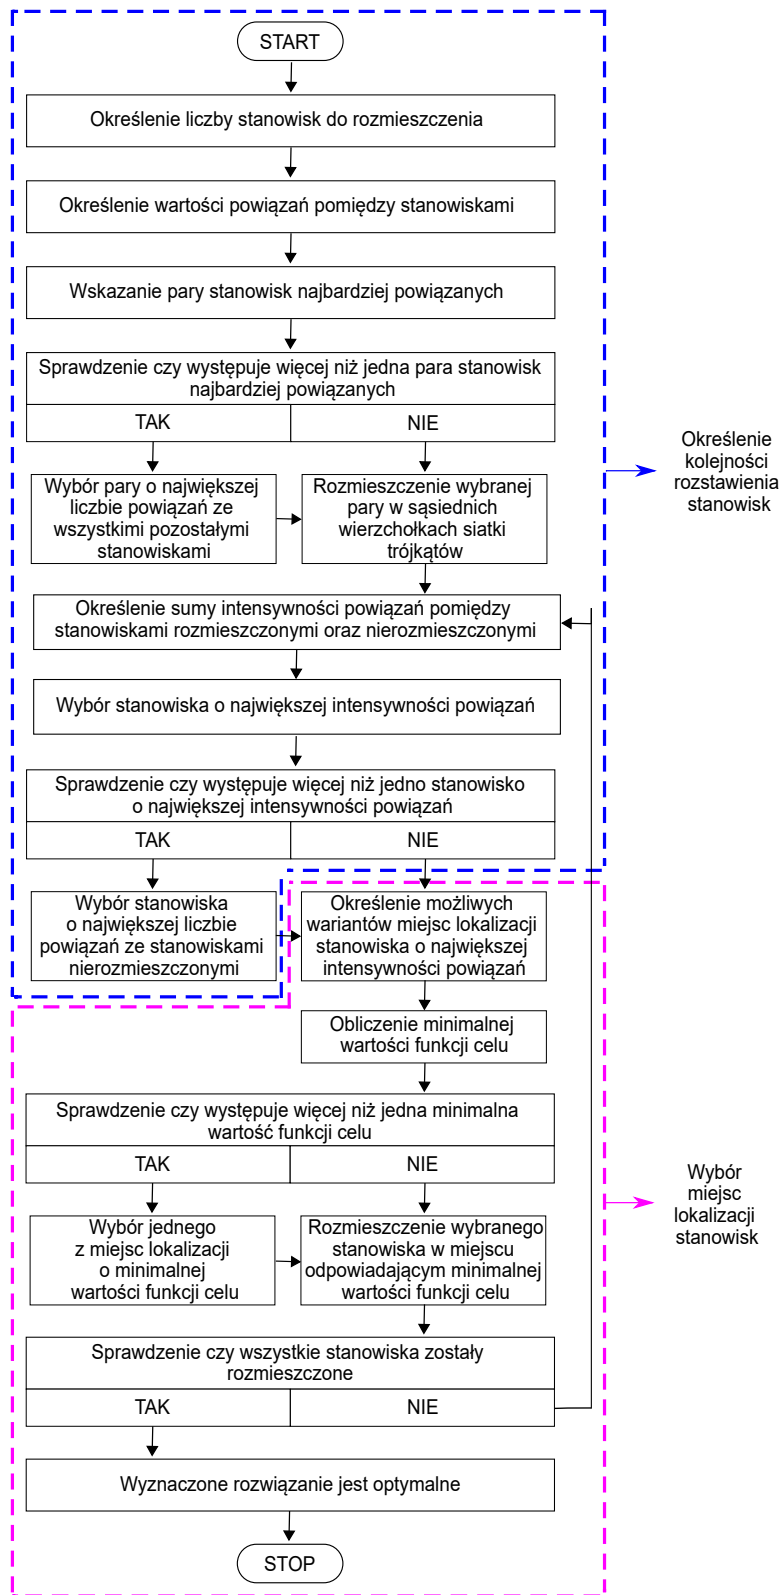 START
Określenie liczby stanowisk do rozmieszczenia
Określenie wartości powiązań pomiędzy stanowiskami
Wskazanie pary stanowisk najbardziej powiązanych
Sprawdzenie czy występuje więcej niż jedna para stanowisk
najbardziej powiązanych
TAK
NIE
Wybór pary o największej
liczbie powiązań ze
wszystkimi pozostałymi
stanowiskami
Rozmieszczenie wybranej
pary w sąsiednich
wierzchołkach siatki
trójkątów
Określenie
kolejności
rozstawienia
stanowisk
Określenie sumy intensywności powiązań pomiędzy
stanowiskami rozmieszczonymi oraz nierozmieszczonymi
Wybór stanowiska o największej intensywności powiązań
Sprawdzenie czy występuje więcej niż jedno stanowisko
o największej intensywności powiązań
TAK
NIE
Wybór stanowiska
o największej liczbie
powiązań ze stanowiskami
nierozmieszczonymi
Określenie możliwych
wariantów miejsc lokalizacji
stanowiska o największej
intensywności powiązań
Obliczenie minimalnej
wartości funkcji celu
Sprawdzenie czy występuje więcej niż jedna minimalna
wartość funkcji celu
TAK
NIE
Wybór jednego
z miejsc lokalizacji
o minimalnej
wartości funkcji celu
Rozmieszczenie wybranego
stanowiska w miejscu
odpowiadającym minimalnej
wartości funkcji celu
Wybór
miejsc
lokalizacji
stanowisk
Sprawdzenie czy wszystkie stanowiska zostały
rozmieszczone
TAK
NIE
Wyznaczone rozwiązanie jest optymalne
STOP